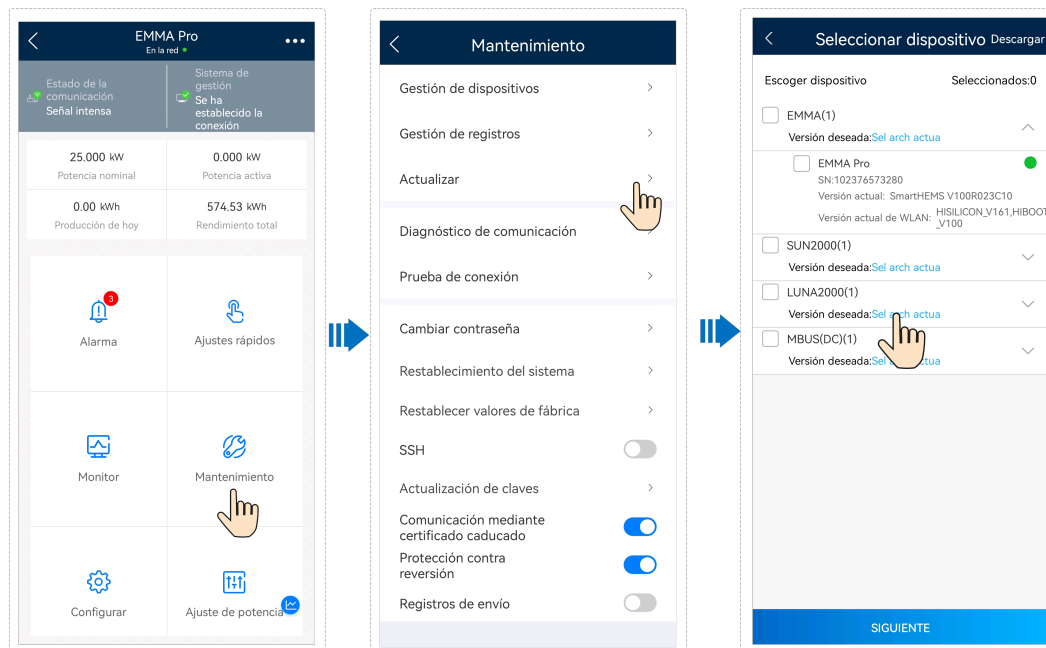 EMMA Pro
En la red
Estado de la
comunicación
Señal intensa
Sistema de
gestión
Se ha
establecido la
conexión
25.000 kW
Potencia nominal
0.000 kW
Potencia activa
0.00 kWh
Producción de hoy
574.53 kWh
Rendimiento total
3
Alarma
Ajustes rápidos
Monitor
Mantenimiento
Configurar
Ajuste de potencia
Mantenimiento
Gestión de dispositivos
Gestión de registros
Actualizar
Diagnóstico de comunicación
Prueba de conexión
Cambiar contraseña
Restablecimiento del sistema
Restablecer valores de fábrica
SSH
Actualización de claves
Comunicación mediante
certificado caducado
Protección contra
reversión
Registros de envío
Seleccionar dispositivo Descargar
Escoger dispositivo Seleccionados:0
EMMA(1)
Versión deseada:Sel arch actua
EMMA Pro
SN:102376573280
Versión actual: SmartHEMS V100R023C10
Versión actual de WLAN: HISILICON_V161,HIBOOT
_V100
SUN2000(1)
Versión deseada:Sel arch actua
LUNA2000(1)
Versión deseada:Sel arch actua
MBUS(DC)(1)
Versión deseada:Sel actua
SIGUIENTE